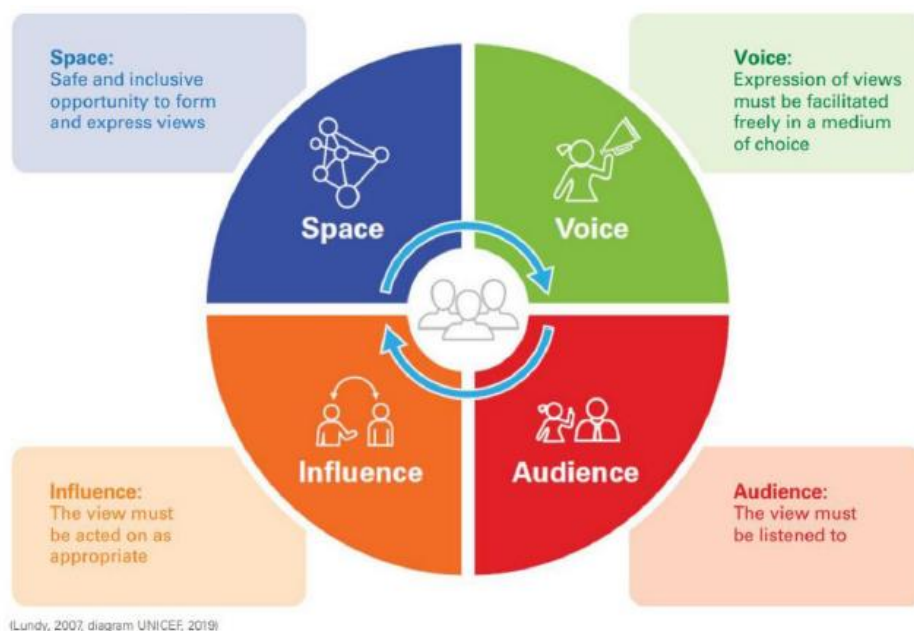 Space:
Safe and inclusive
opportunity to form
and express views
Voice:
Expression of views
must be facilitated
freely in a medium
of choice
Space
Voice
Influence
Audience
Influence:
The view must
be acted on as
appropriate
Audience:
The view must
be listened to
(Lundy, 2007, diagram UNICEF, 2019)